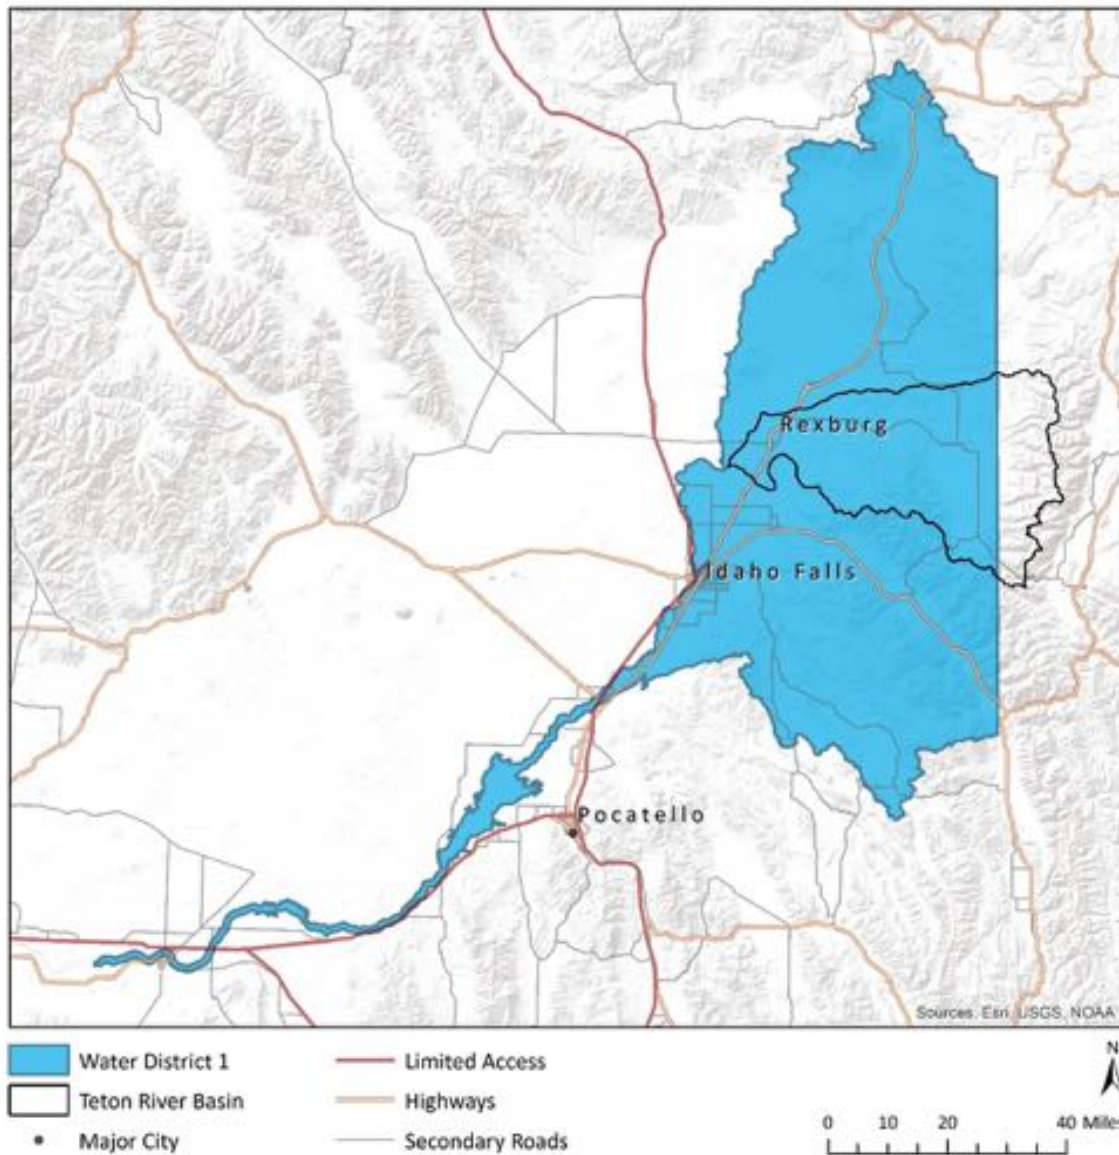 Rexburg
Idaho Falls
Pocatello
Sources: Esri, USGS, NOAA
Water District 1
Teton River Basin
Major City
Limited Access
Highways
Secondary Roads
N
0 10 20 40 Miles